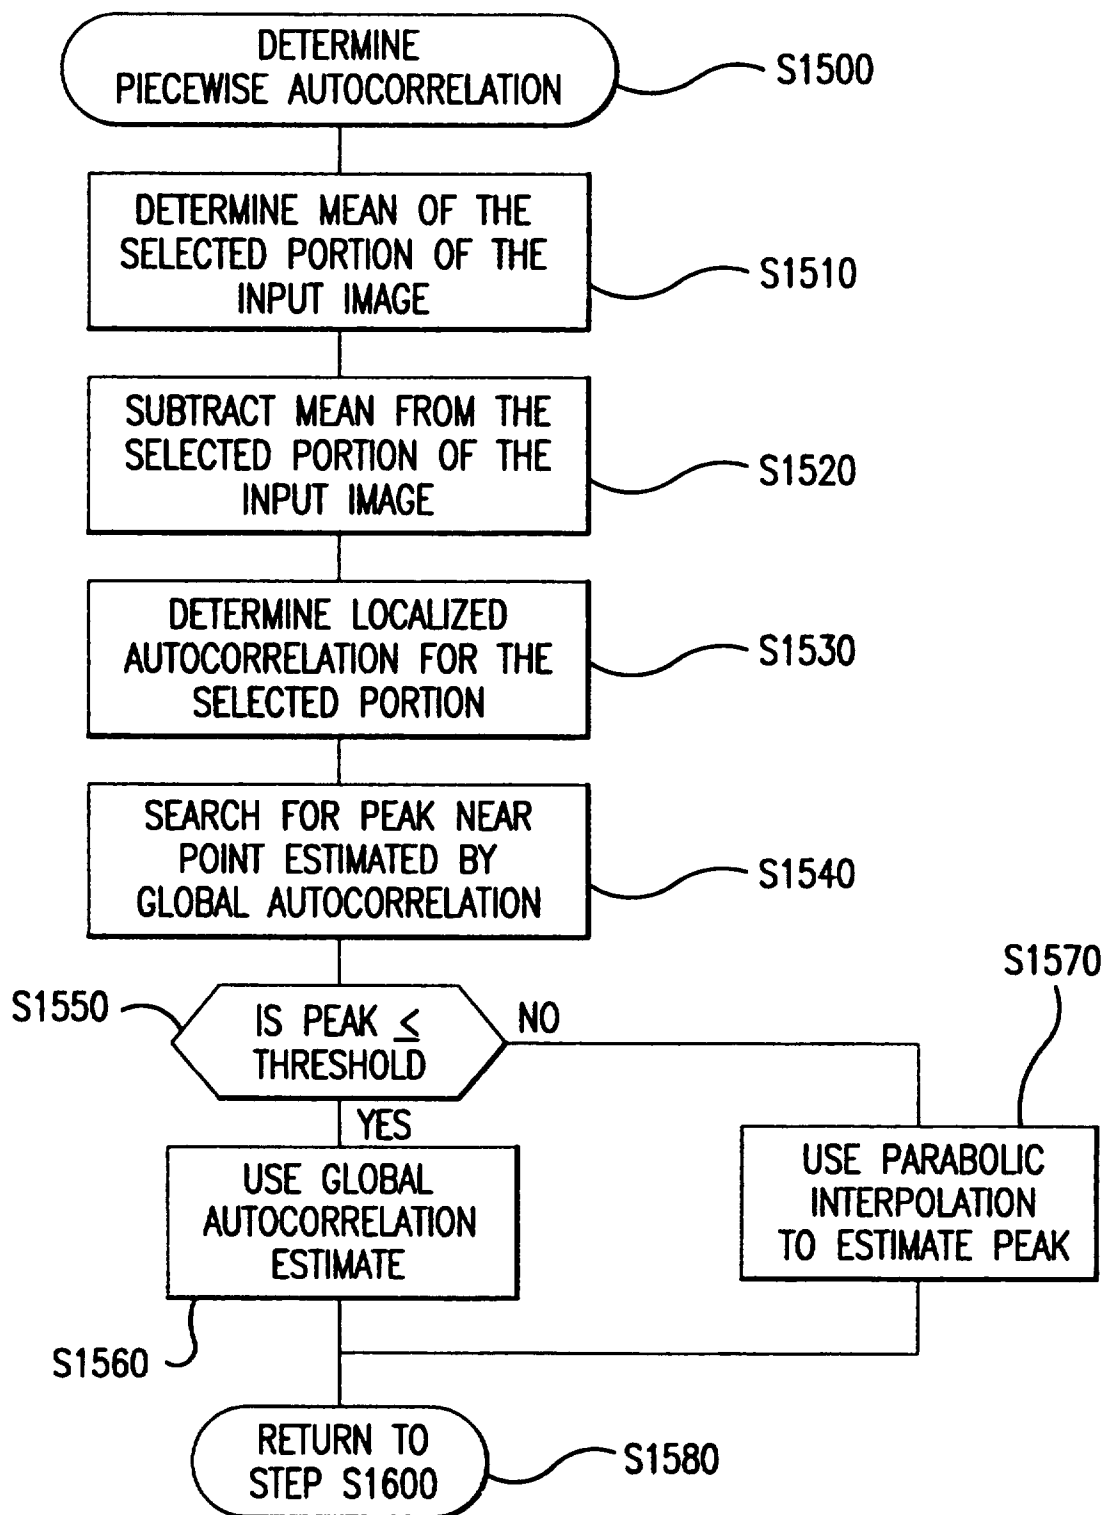 DETERMINE
PIECEWISE AUTOCORRELATION
S1500
DETERMINE MEAN OF THE
SELECTED PORTION OF THE
INPUT IMAGE
S1510
SUBTRACT MEAN FROM THE
SELECTED PORTION OF THE
INPUT IMAGE
S1520
DETERMINE LOCALIZED
AUTOCORRELATION FOR THE
SELECTED PORTION
S1530
SEARCH FOR PEAK NEAR
POINT ESTIMATED BY
GLOBAL AUTOCORRELATION
S1540
S1550
IS PEAK ≤
THRESHOLD
NO
YES
S1570
USE GLOBAL
AUTOCORRELATION
ESTIMATE
S1560
USE PARABOLIC
INTERPOLATION
TO ESTIMATE PEAK
RETURN TO
STEP S1600
S1580